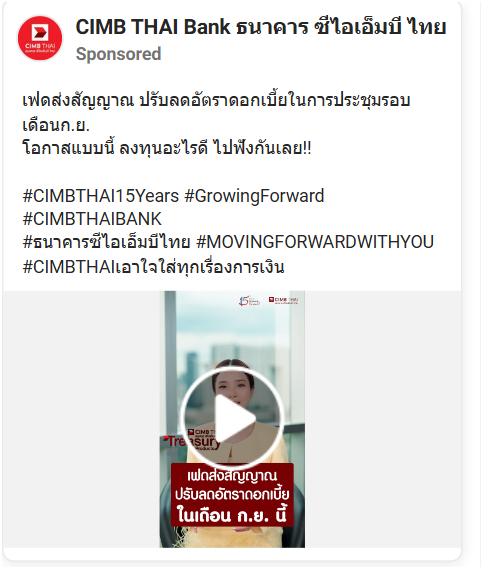 CIMB THAI Bank ธนาคาร ซีไอเอ็มบี ไทย
Sponsored
เฟดส่งสัญญาณ ปรับลดอัตราดอกเบี้ยในการประชุมรอบ
เดือนก.ย.
โอกาสแบบนี้ ลงทุนอะไรดี ไปฟังกันเลย!!
#CIMBTHAI15Years #GrowingForward
#CIMBTHAIBANK
#ธนาคารซีไอเอ็มบีไทย #MOVINGFORWARDWITHYOU
#CIMBTHAIเอาใจใส่ทุกเรื่องการเงิน
CIMB THAI
CIMB THAI
15
CIMB TH
Treasury
เฟดส่งสัญญาณ
ปรับลดอัตราดอกเบี้ย
ในเดือน ก.ย. นี้